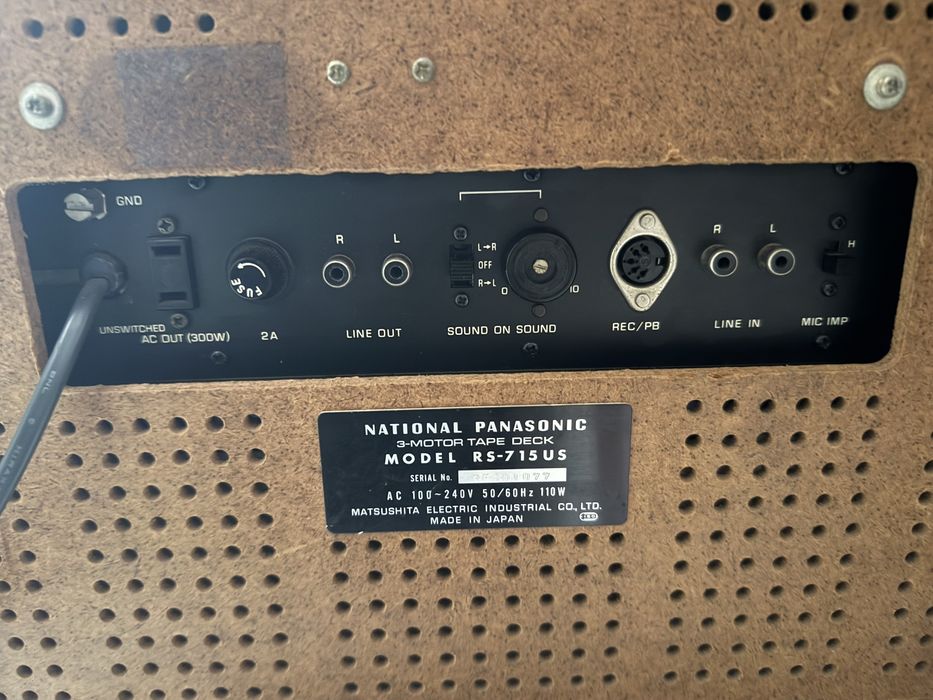 GND
UNSWITCHED
AC OUT (300W)
FUSE
2A
R L
LINE OUT
L→R
OFF
R→L
0 10
SOUND ON SOUND
REC/PB
R L
LINE IN
H
MIC IMP
NATIONAL PANASONIC
3-MOTOR TAPE DECK
MODEL RS-715US
SERIAL No.
AC 100~240V 50/60Hz 110W
MATSUSHITA ELECTRIC INDUSTRIAL CO., LTD.
MADE IN JAPAN